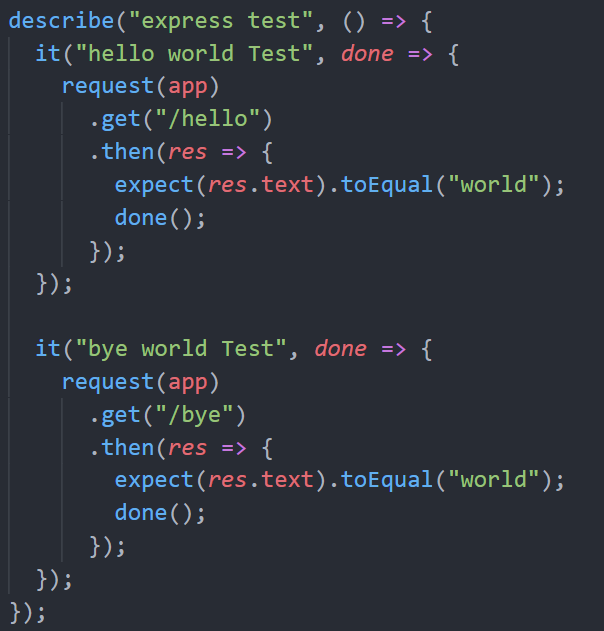 describe("express test", () => {
  it("hello world Test", done => {
    request(app)
      .get("/hello")
      .then(res => {
        expect(res.text).toEqual("world");
        done();
      });
  });

  it("bye world Test", done => {
    request(app)
      .get("/bye")
      .then(res => {
        expect(res.text).toEqual("world");
        done();
      });
  });
});